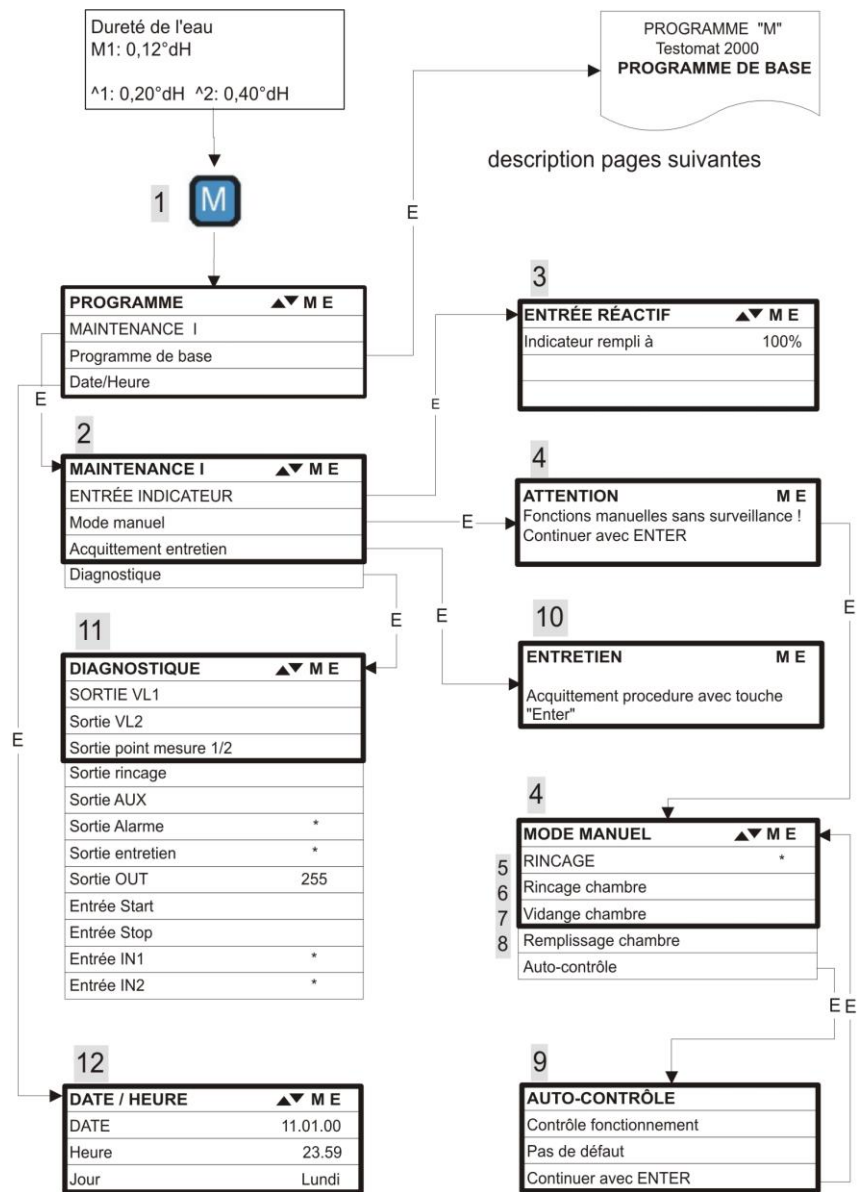 Dureté de l'eau
M1: 0,12°dH
^1: 0,20°dH ^2: 0,40°dH
PROGRAMME "M"
Testomat 2000
PROGRAMME DE BASE
description pages suivantes
1
M
E
PROGRAMME ▲▼ M E
MAINTENANCE I
Programme de base
Date/Heure
E
E
2
MAINTENANCE I ▲▼ M E
ENTRÉE INDICATEUR
Mode manuel
Acquittement entretien
Diagnostique
E
E
E
E
3
ENTRÉE RÉACTIF ▲▼ M E
Indicateur rempli à 100%
4
ATTENTION M E
Fonctions manuelles sans surveillance !
Continuer avec ENTER
E
10
ENTRETIEN M E
Acquittement procedure avec touche
"Enter"
11
DIAGNOSTIQUE ▲▼ M E
SORTIE VL1
Sortie VL2
Sortie point mesure 1/2
Sortie rincage
Sortie AUX
Sortie Alarme *
Sortie entretien *
Sortie OUT 255
Entrée Start
Entrée Stop
Entrée IN1 *
Entrée IN2 *
4
MODE MANUEL ▲▼ M E
5 RINCAGE *
6 Rincage chambre
7 Vidange chambre
8 Remplissage chambre
Auto-contrôle
E E
12
DATE / HEURE ▲▼ M E
DATE 11.01.00
Heure 23.59
Jour Lundi
9
AUTO-CONTRÔLE
Contrôle fonctionnement
Pas de défaut
Continuer avec ENTER